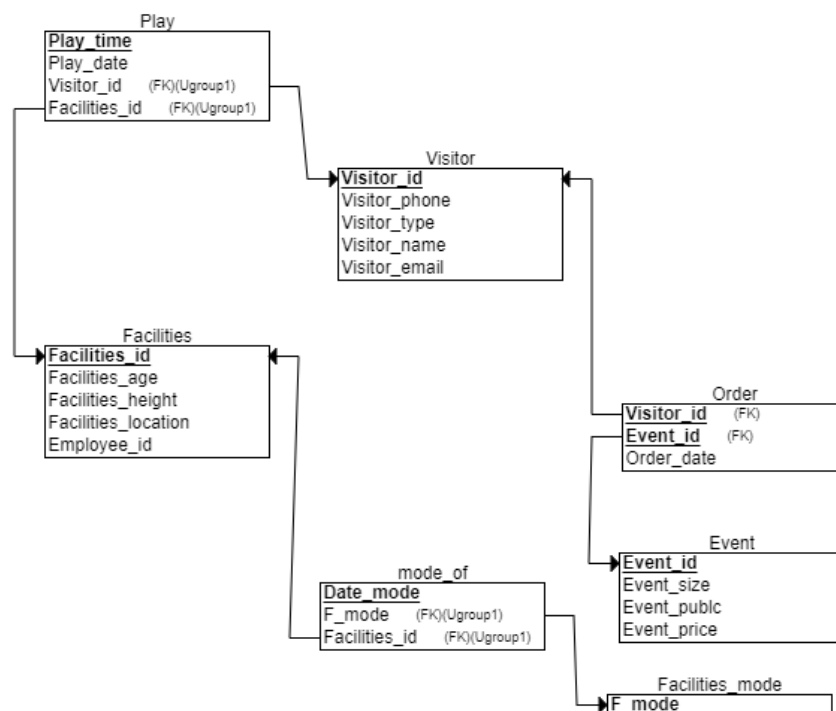 Play
Play_time
Play_date
Visitor_id (FK)(Ugroup1)
Facilities_id (FK)(Ugroup1)
Visitor
Visitor_id
Visitor_phone
Visitor_type
Visitor_name
Visitor_email
Facilities
Facilities_id
Facilities_age
Facilities_height
Facilities_location
Employee_id
Order
Visitor_id (FK)
Event_id (FK)
Order_date
Event
Event_id
Event_size
Event_publc
Event_price
mode_of
Date_mode
F_mode (FK)(Ugroup1)
Facilities_id (FK)(Ugroup1)
Facilities_mode
F_mode